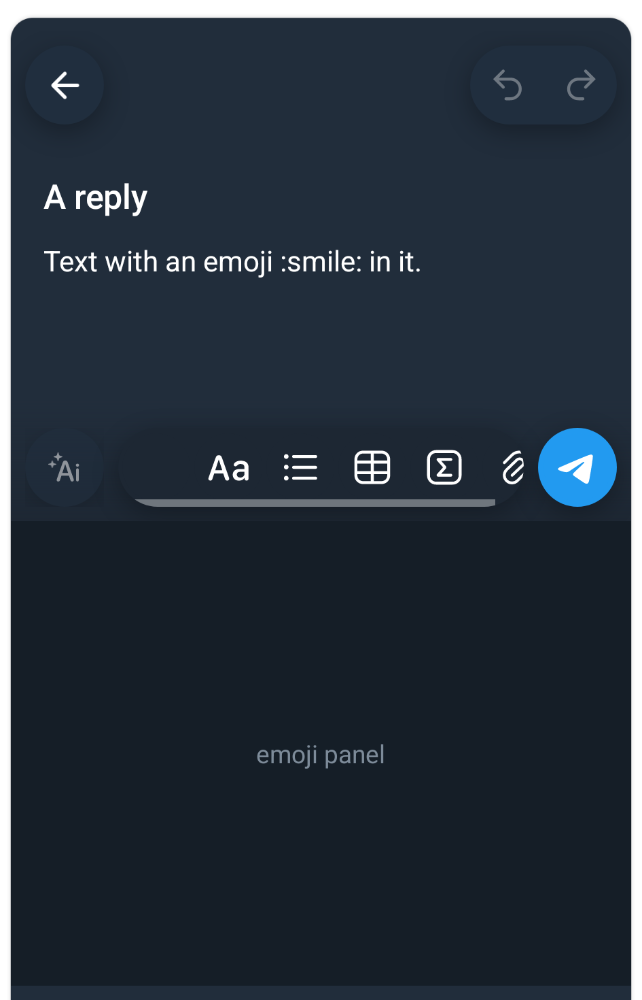 A reply
Text with an emoji :smile: in it.
Ai
Aa
Σ
emoji panel